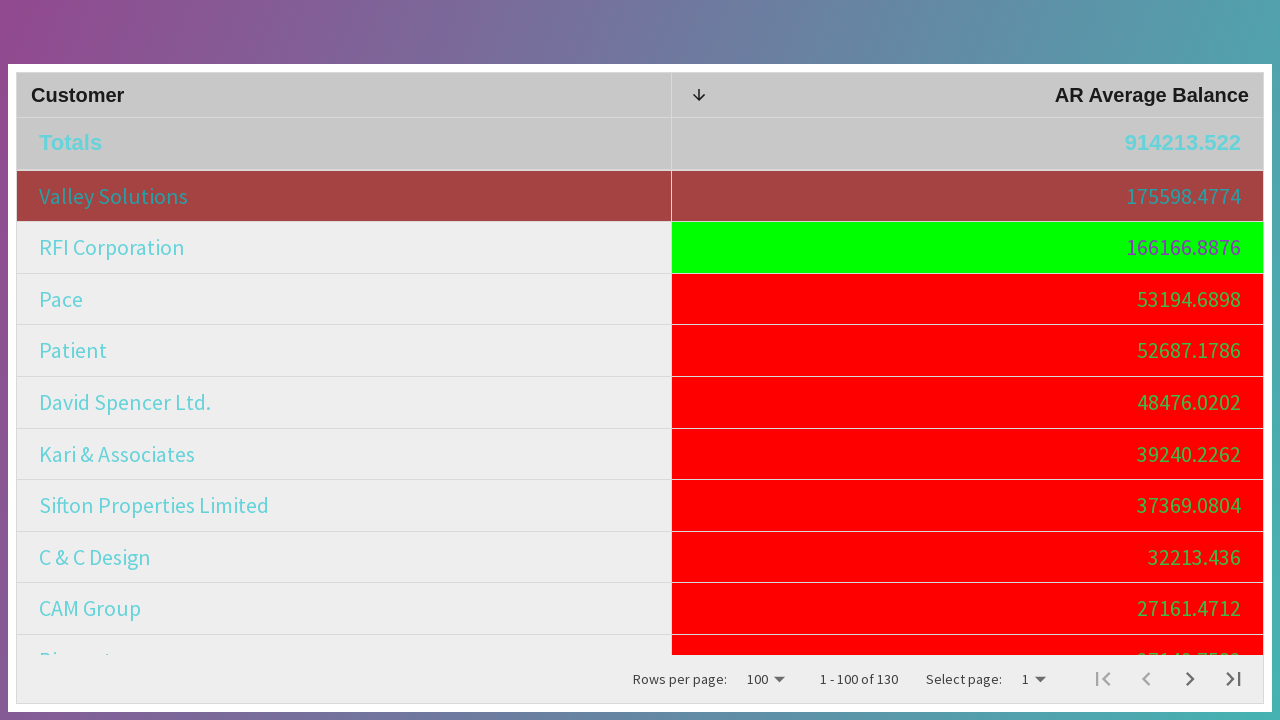 Customer AR Average Balance
Totals 914213.522
Valley Solutions 175598.4774
RFI Corporation 166166.8876
Pace 53194.6898
Patient 52687.1786
David Spencer Ltd. 48476.0202
Kari & Associates 39240.2262
Sifton Properties Limited 37369.0804
C & C Design 32213.436
CAM Group 27161.4712
Rows per page: 100 1 - 100 of 130 Select page: 1